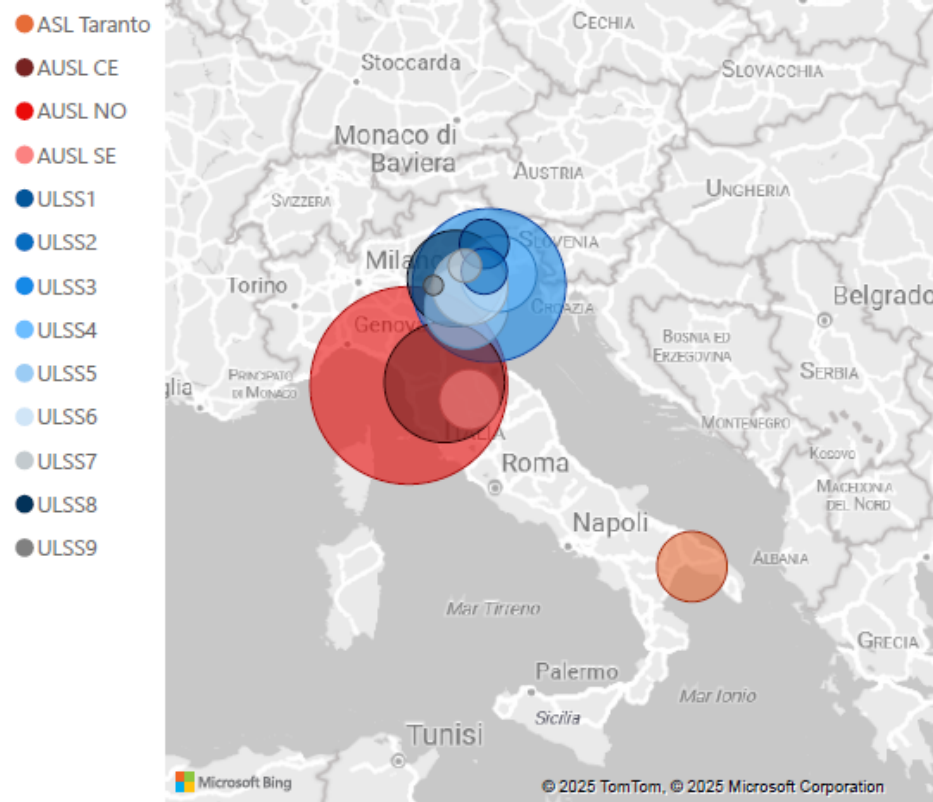 ASL Taranto
AUSL CE
AUSL NO
AUSL SE
ULSS1
ULSS2
ULSS3
ULSS4
ULSS5
ULSS6
ULSS7
ULSS8
ULSS9
CECHIA
Stoccarda
SLOVACCHIA
Monaco di
Baviera
AUSTRIA
UNGHERIA
SVIZZERA
SLOVENIA
Milano
Torino
CROAZIA
Belgrado
Genov
BOSNIA ED
ERZEGOVINA
SERBIA
PRINCIPATO
DI MONACO
glia
MONTENEGRO
ITALIA
Kosovo
Roma
MACEDONIA
DEL NORD
Napoli
ALBANIA
Mar Tirreno
GRECIA
Palermo
Mar Ionio
Sicilia
Tunisi
Microsoft Bing
© 2025 TomTom, © 2025 Microsoft Corporation